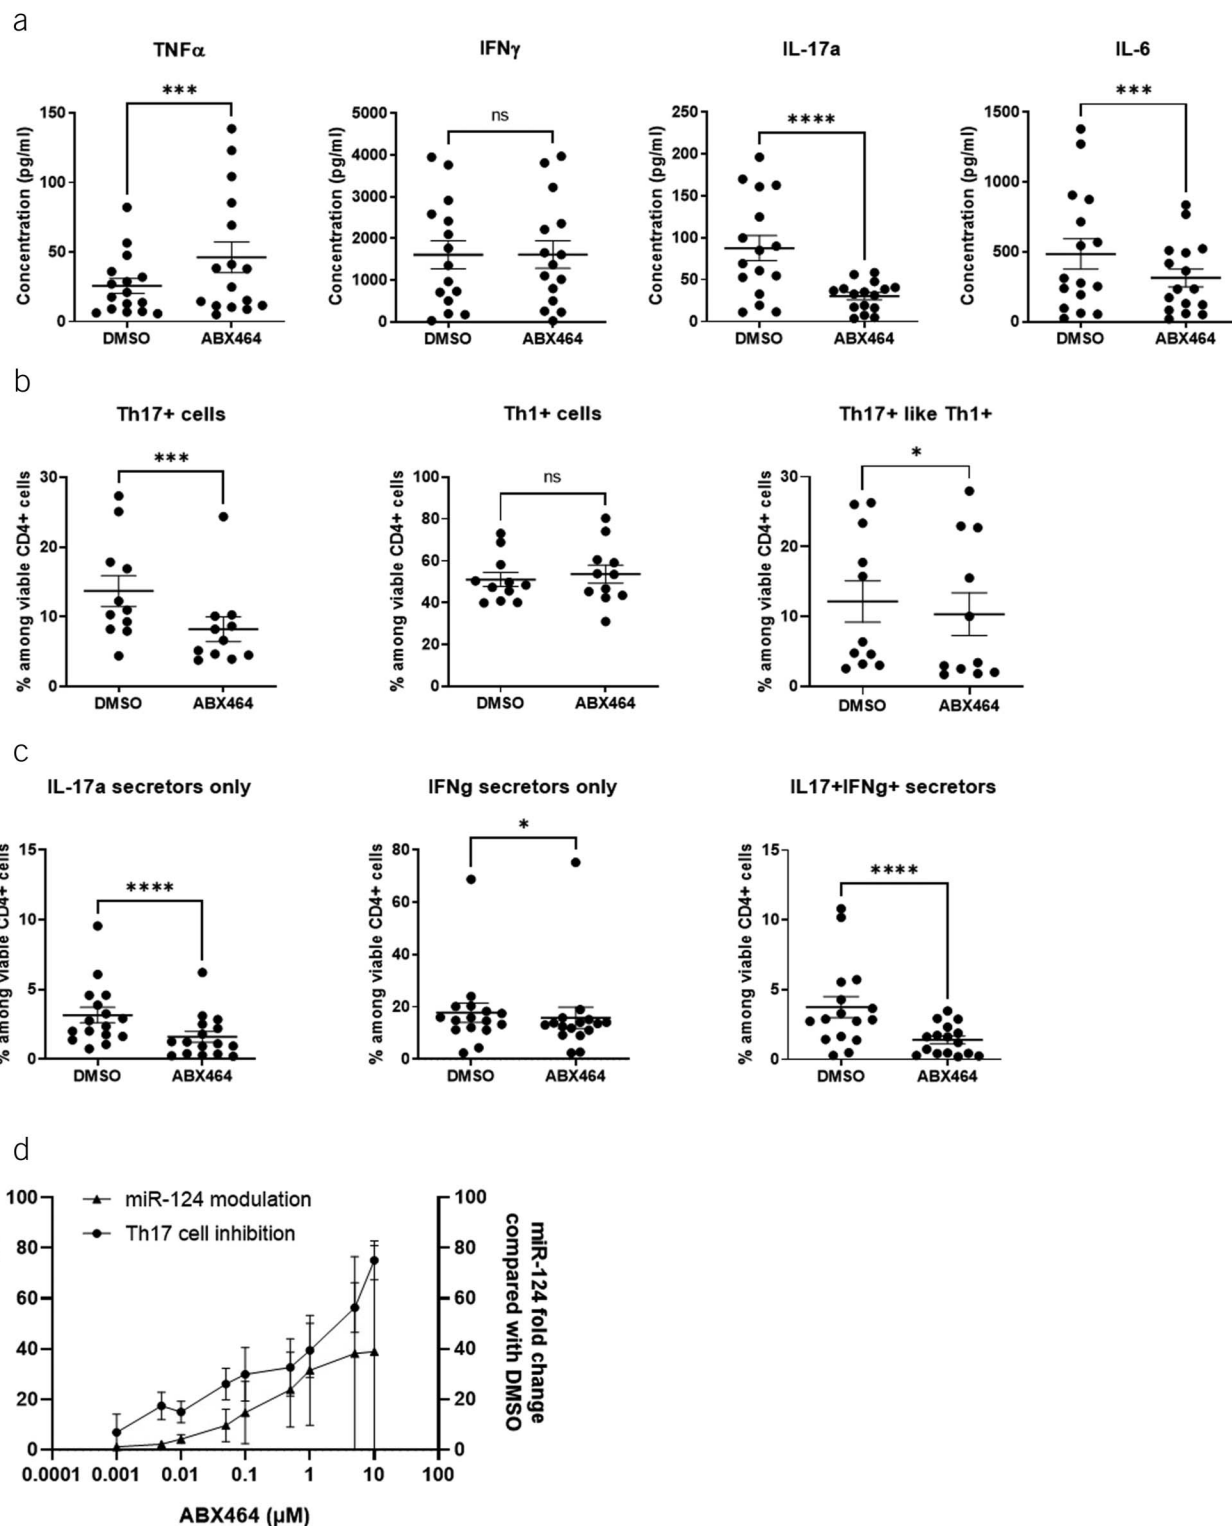 a
TNFα
IFNγ
IL-17a
IL-6
***
ns
****
***
Concentration (pg/ml)
150
100
50
0
DMSO
ABX464
Concentration (pg/ml)
5000
4000
3000
2000
1000
0
DMSO
ABX464
Concentration (pg/ml)
250
200
150
100
50
0
DMSO
ABX464
Concentration (pg/ml)
1500
1000
500
0
DMSO
ABX464
b
Th17+ cells
Th1+ cells
Th17+ like Th1+
***
ns
*
% among viable CD4+ cells
30
20
10
0
DMSO
ABX464
% among viable CD4+ cells
100
80
60
40
20
0
DMSO
ABX464
% among viable CD4+ cells
30
20
10
0
DMSO
ABX464
c
IL-17a secretors only
IFNg secretors only
IL17+IFNg+ secretors
****
*
****
% among viable CD4+ cells
15
10
5
0
DMSO
ABX464
% among viable CD4+ cells
80
60
40
20
0
DMSO
ABX464
% among viable CD4+ cells
15
10
5
0
DMSO
ABX464
d
miR-124 modulation
Th17 cell inhibition
100
80
60
40
20
0
100
80
60
40
20
0
miR-124 fold change
compared with DMSO
0.0001 0.001 0.01 0.1 1 10 100
ABX464 (µM)